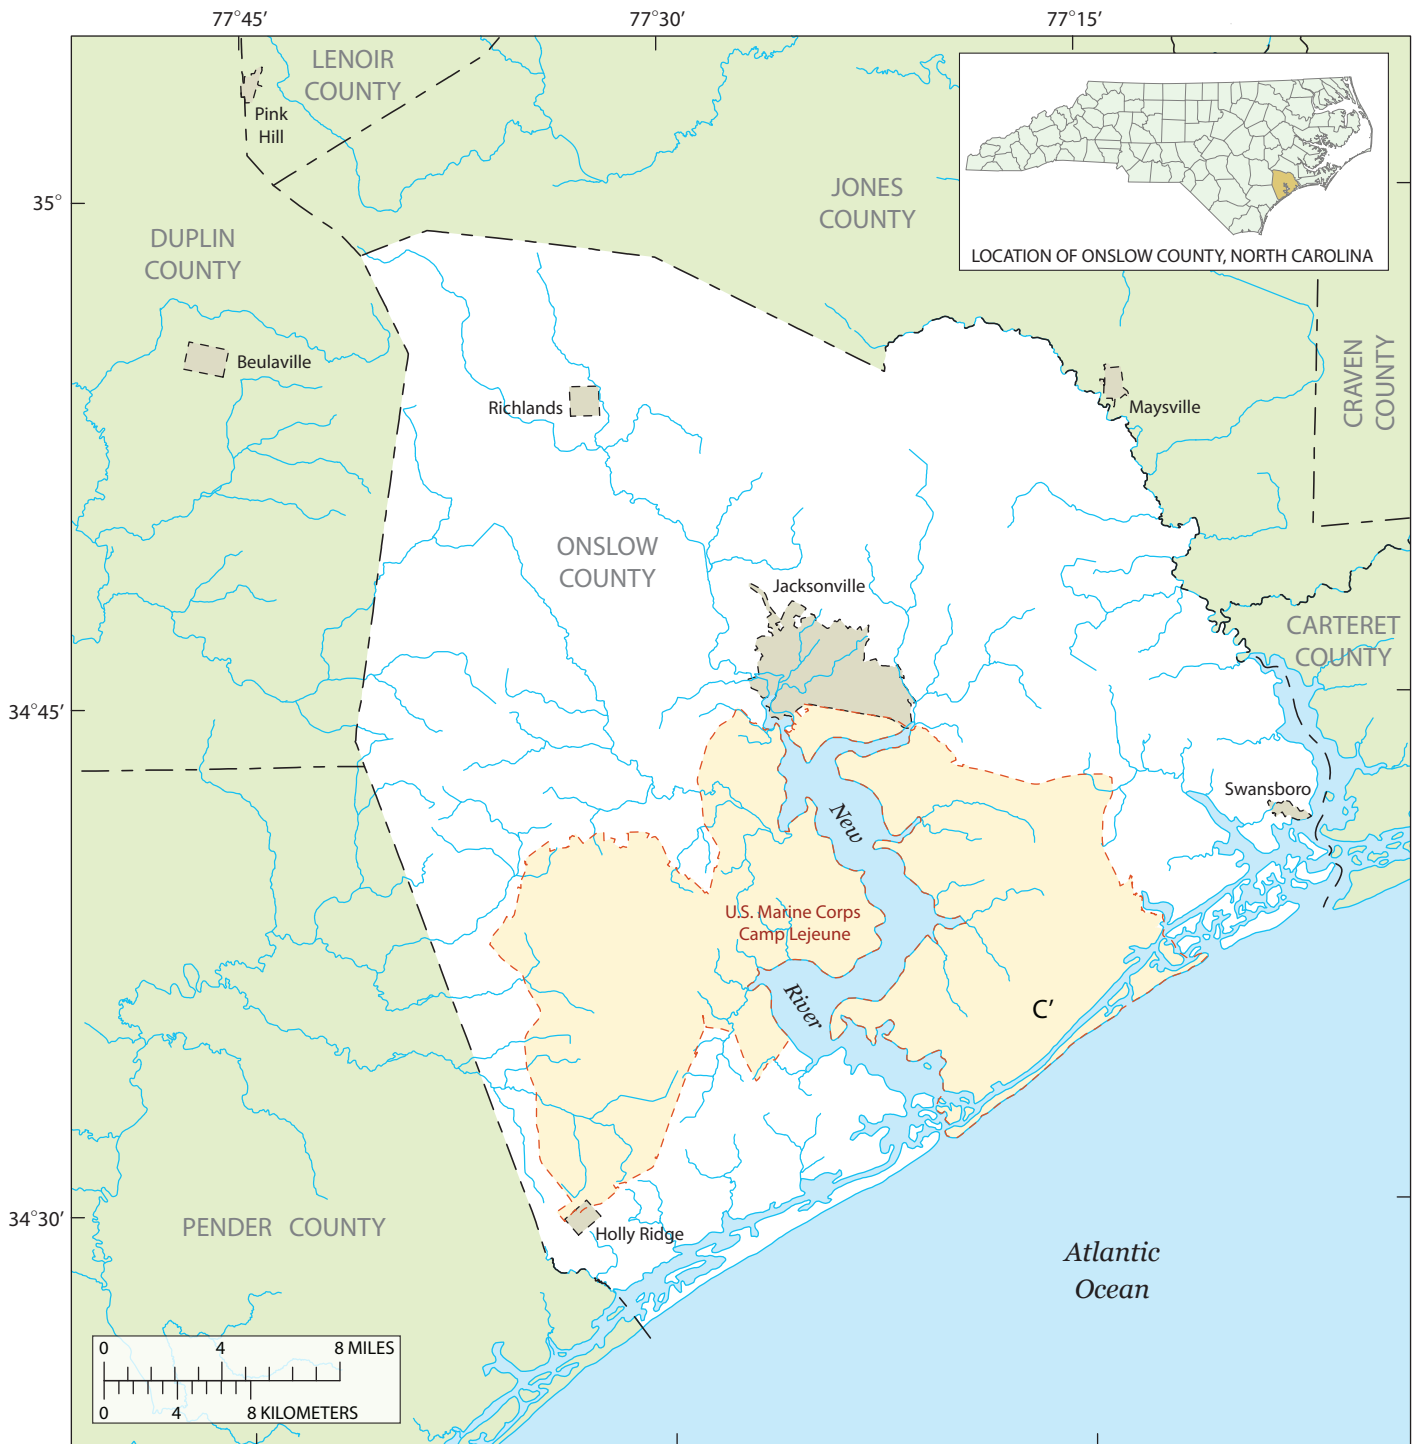 77°45′
77°30′
77°15′
LENOIR
COUNTY
Pink
Hill
35°
JONES
COUNTY
LOCATION OF ONSLOW COUNTY, NORTH CAROLINA
DUPLIN
COUNTY
Beulaville
Richlands
Maysville
CRAVEN
COUNTY
ONSLOW
COUNTY
Jacksonville
CARTERET
COUNTY
34°45′
Swansboro
New
U.S. Marine Corps
Camp Lejeune
River
C′
34°30′
PENDER COUNTY
Holly Ridge
Atlantic
Ocean
0 4 8 MILES
0 4 8 KILOMETERS